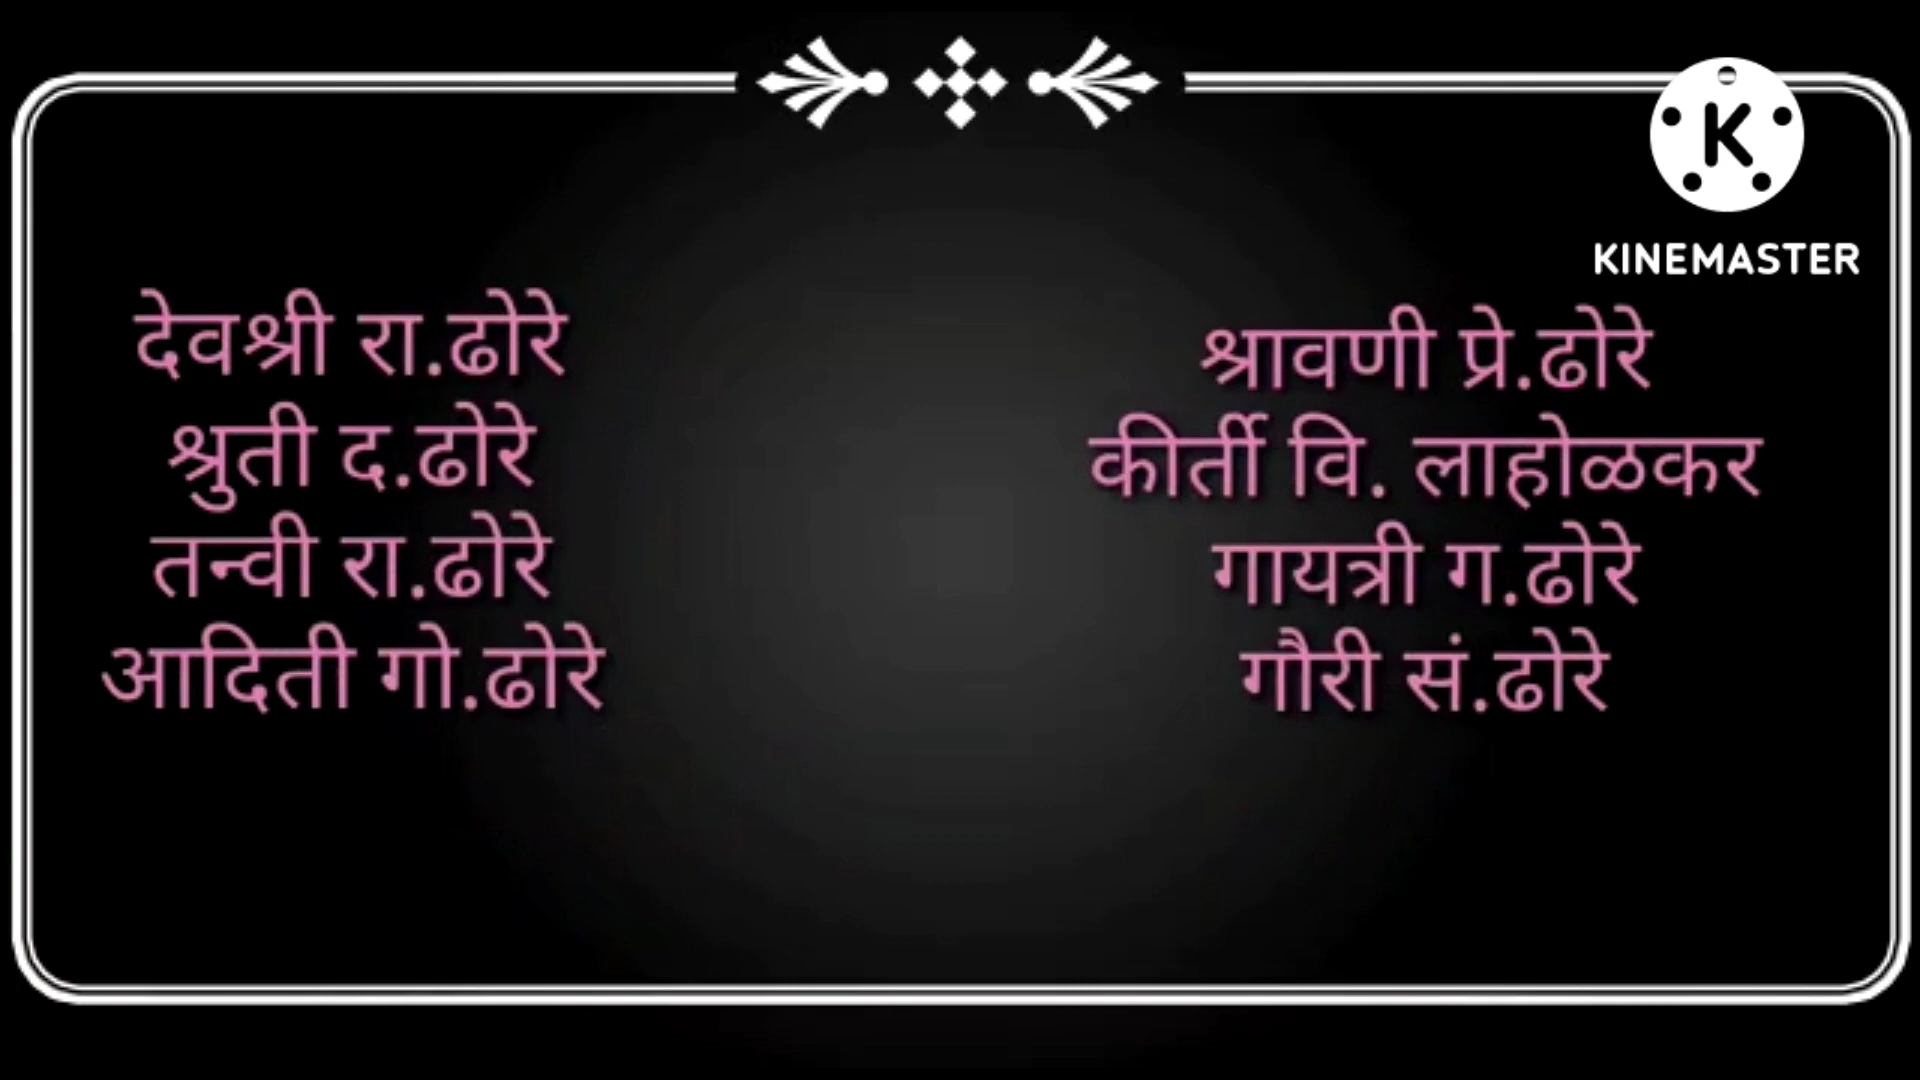 KINEMASTER
देवश्री रा.ढोरे
श्रुती द.ढोरे
तन्वी रा.ढोरे
आदिती गो.ढोरे
श्रावणी प्रे.ढोरे
कीर्ती वि. लाहोळकर
गायत्री ग.ढोरे
गौरी सं.ढोरे